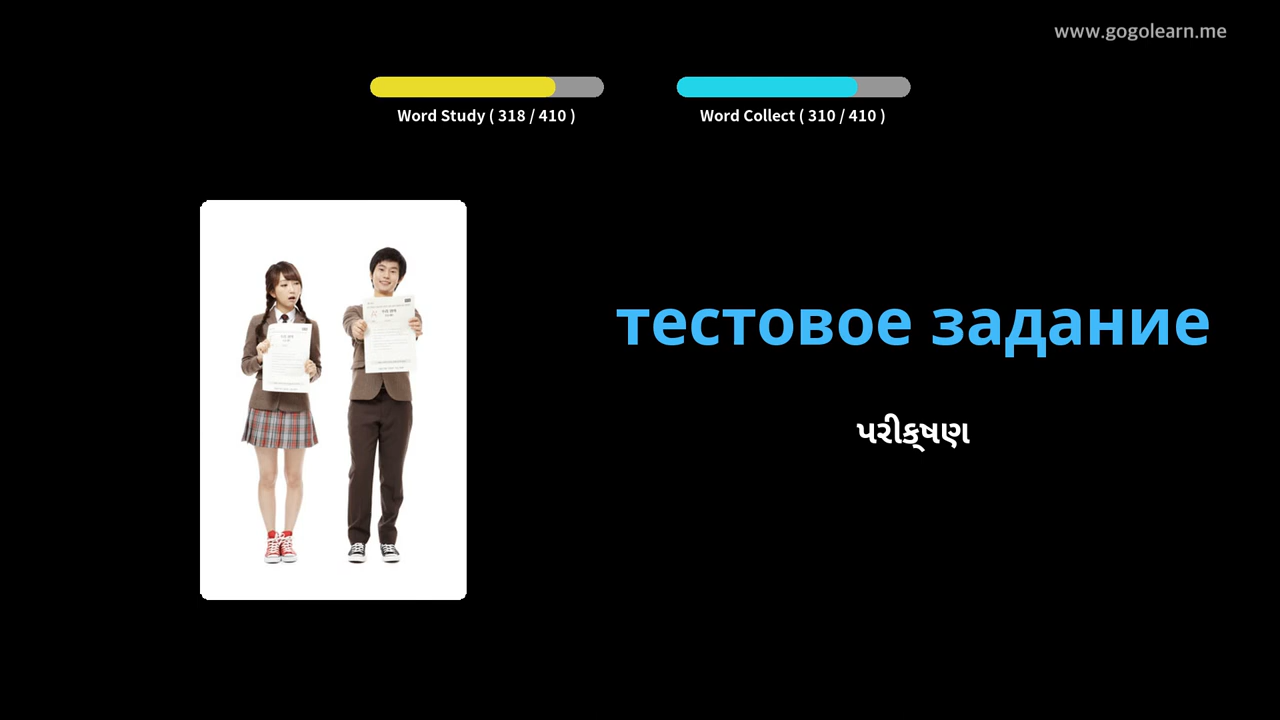 www.gogolearn.me
Word Study ( 318 / 410 )
Word Collect ( 310 / 410 )
тестовое задание
પરીક્ષણ